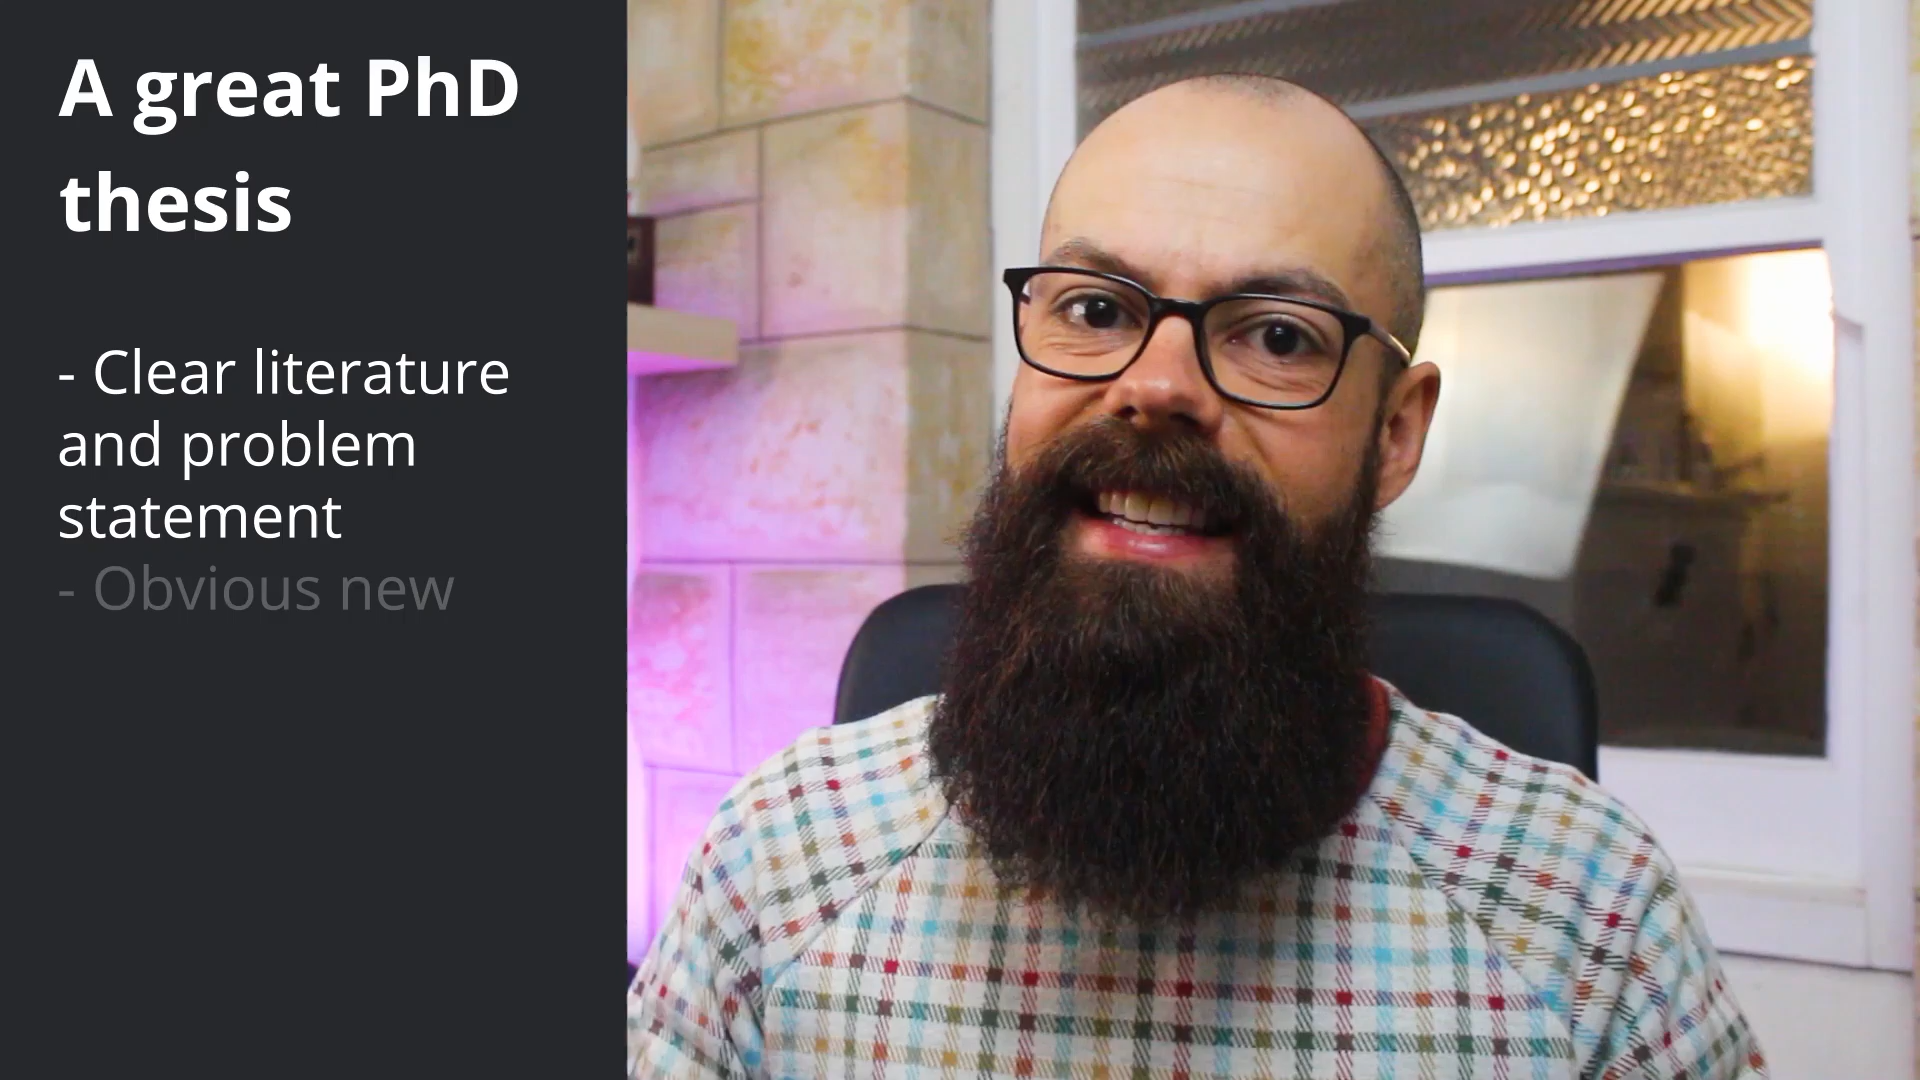 A great PhD
thesis
- Clear literature
and problem
statement
- Obvious new